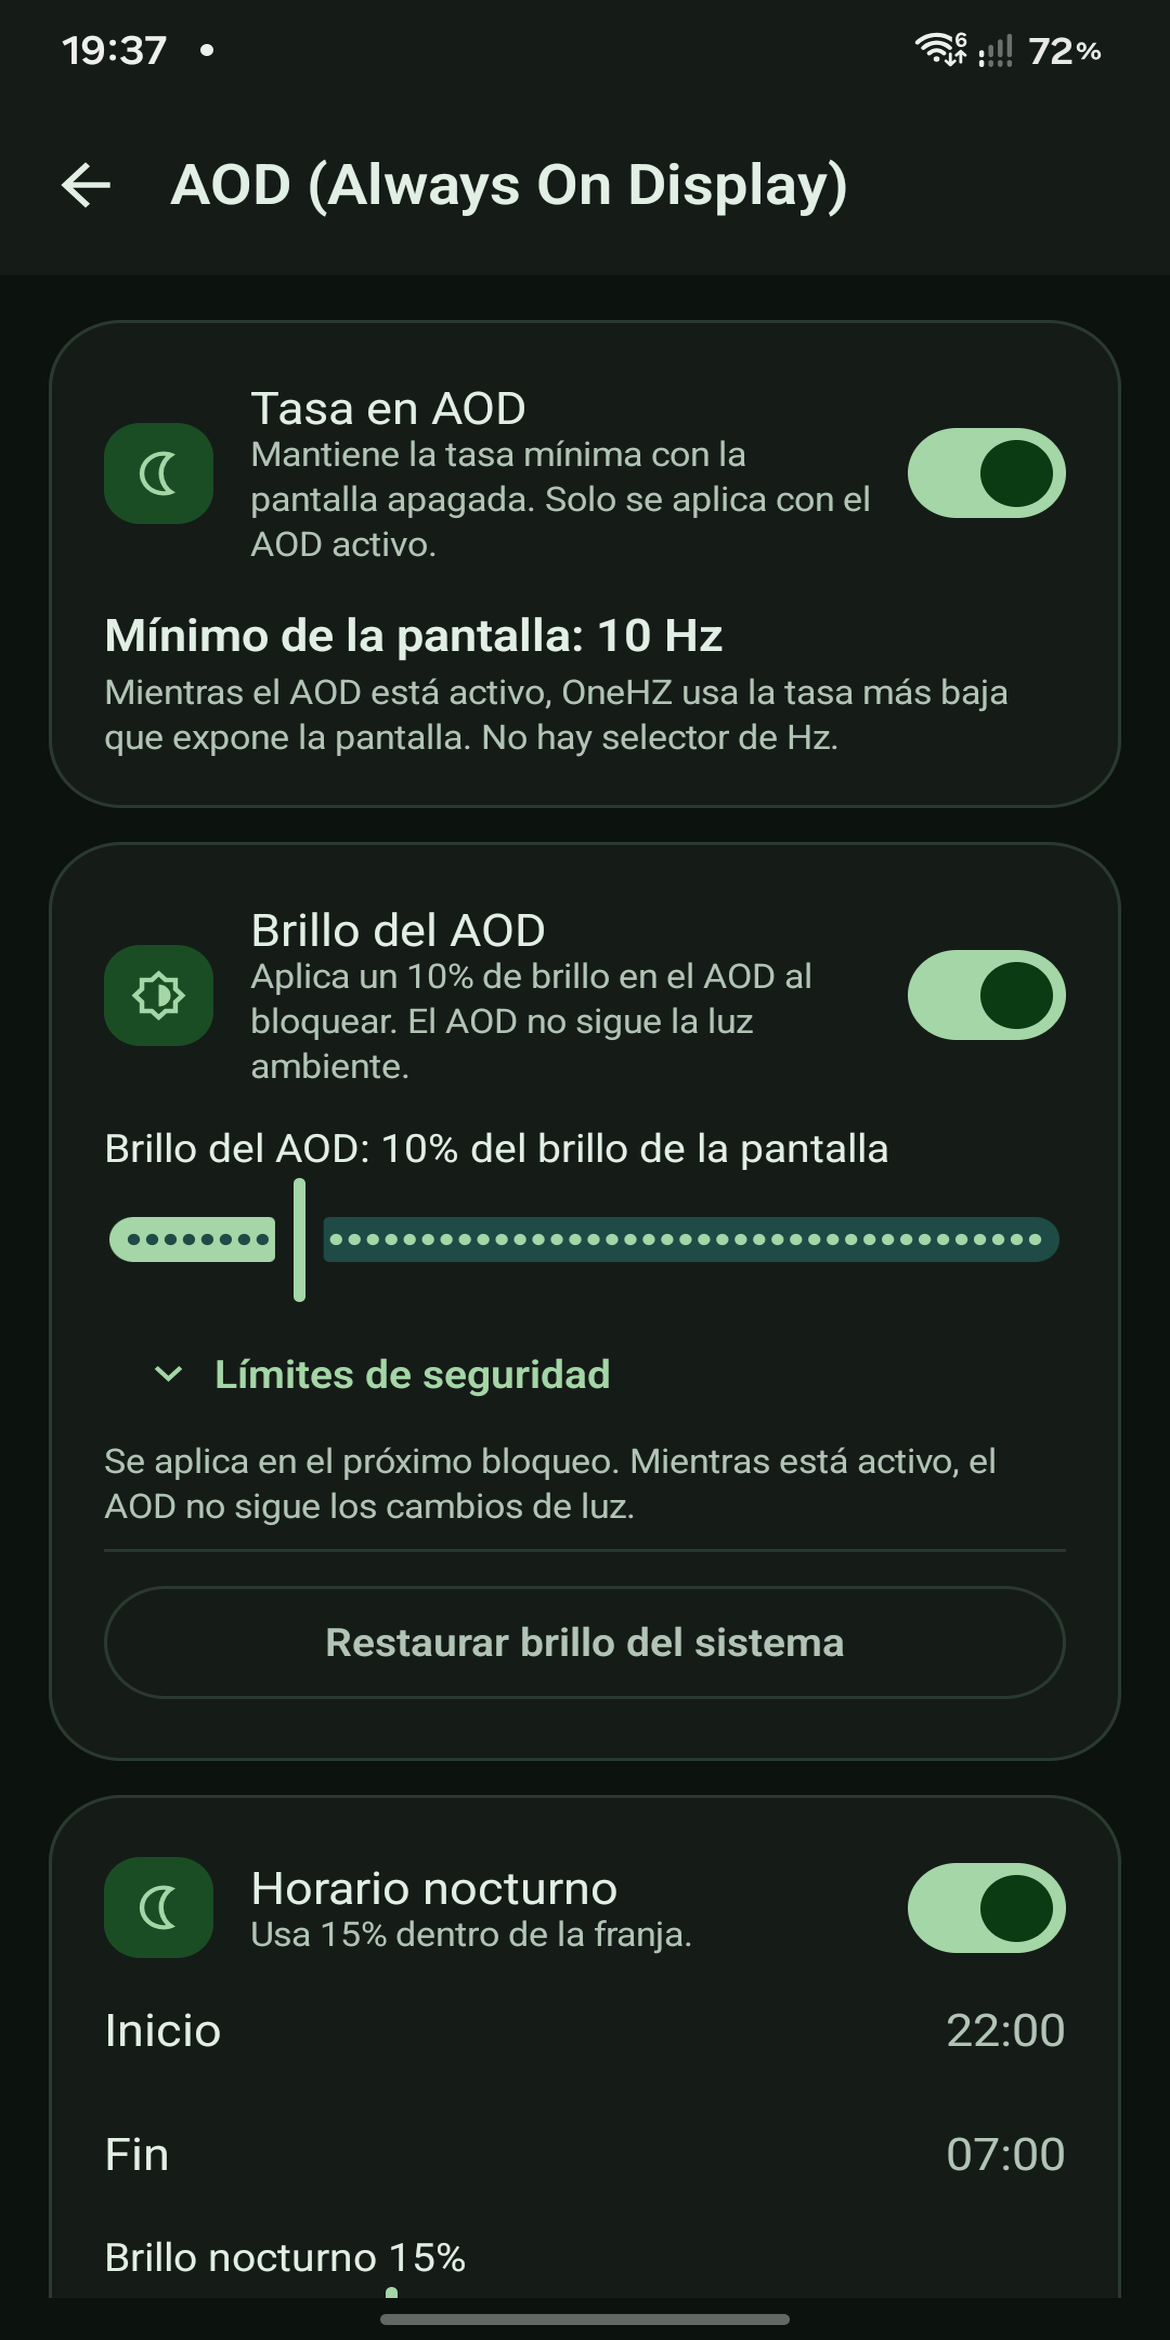 19:37
6
72%
AOD (Always On Display)
Tasa en AOD
Mantiene la tasa mínima con la
pantalla apagada. Solo se aplica con el
AOD activo.
Mínimo de la pantalla: 10 Hz
Mientras el AOD está activo, OneHZ usa la tasa más baja
que expone la pantalla. No hay selector de Hz.
Brillo del AOD
Aplica un 10% de brillo en el AOD al
bloquear. El AOD no sigue la luz
ambiente.
Brillo del AOD: 10% del brillo de la pantalla
Límites de seguridad
Se aplica en el próximo bloqueo. Mientras está activo, el
AOD no sigue los cambios de luz.
Restaurar brillo del sistema
Horario nocturno
Usa 15% dentro de la franja.
Inicio
22:00
Fin
07:00
Brillo nocturno 15%